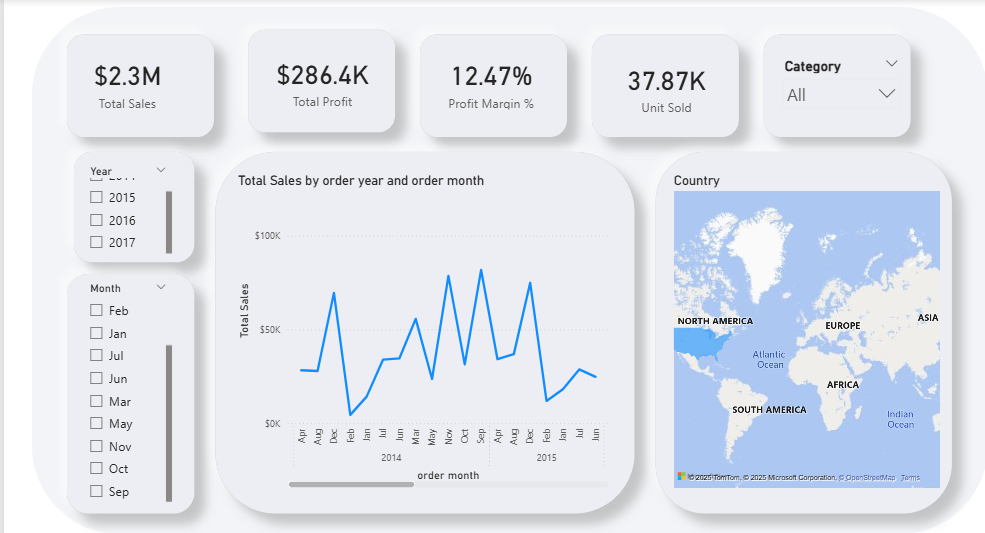 $2.3M
Total Sales
$286.4K
Total Profit
12.47%
Profit Margin %
37.87K
Unit Sold
Category
All
Year
2015
2016
2017
Month
Feb
Jan
Jul
Jun
Mar
May
Nov
Oct
Sep
Total Sales by order year and order month
Total Sales
$100K
$50K
$0K
Apr Aug Dec Feb Jan Jul Jun Mar May Nov Oct Sep Apr Aug Dec Feb Jan Jul Jun
2014 2015
order month
Country
NORTH AMERICA
EUROPE
ASIA
Atlantic
Ocean
AFRICA
SOUTH AMERICA
Indian
Ocean
© 2025 TomTom, © 2025 Microsoft Corporation, © OpenStreetMap Terms